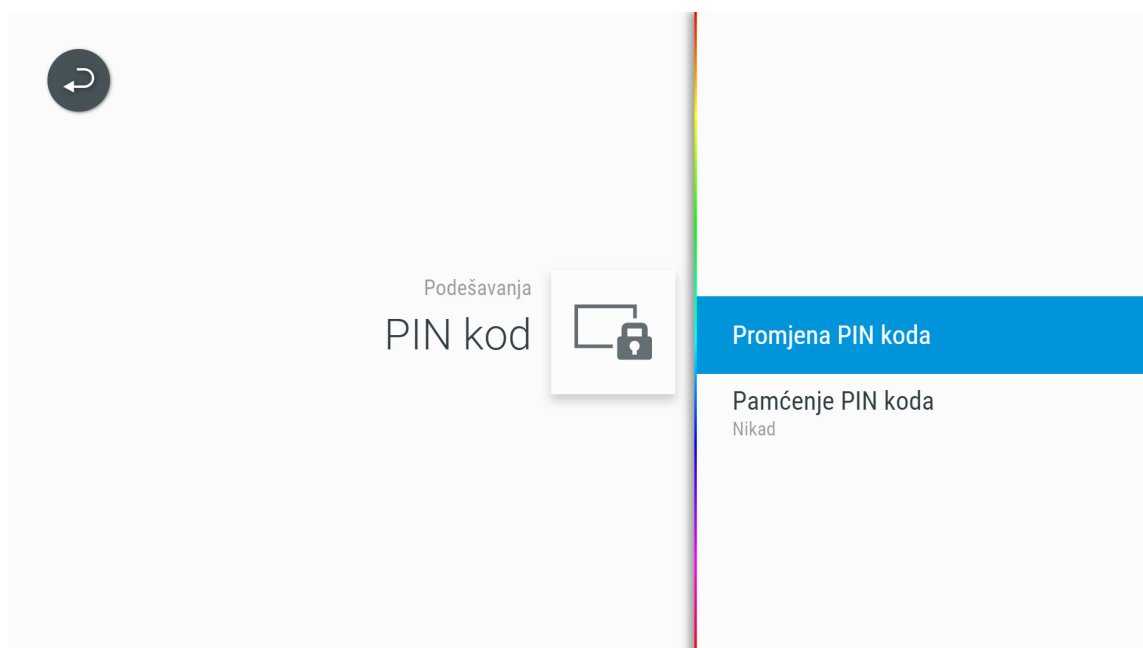 Podešavanja
PIN kod
Promjena PIN koda
Pamćenje PIN koda
Nikad